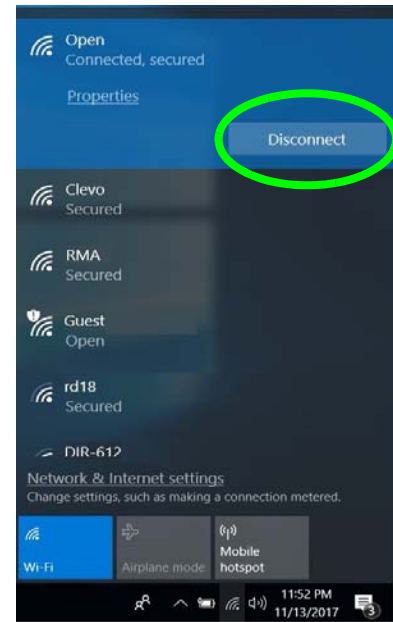 Open
Connected, secured
Properties
Disconnect
Clevo
Secured
RMA
Secured
Guest
Open
rd18
Secured
DIR-612
Network & Internet settings
Change settings, such as making a connection metered.
Wi-Fi
Airplane mode
Mobile
hotspot
11:52 PM
11/13/2017
3